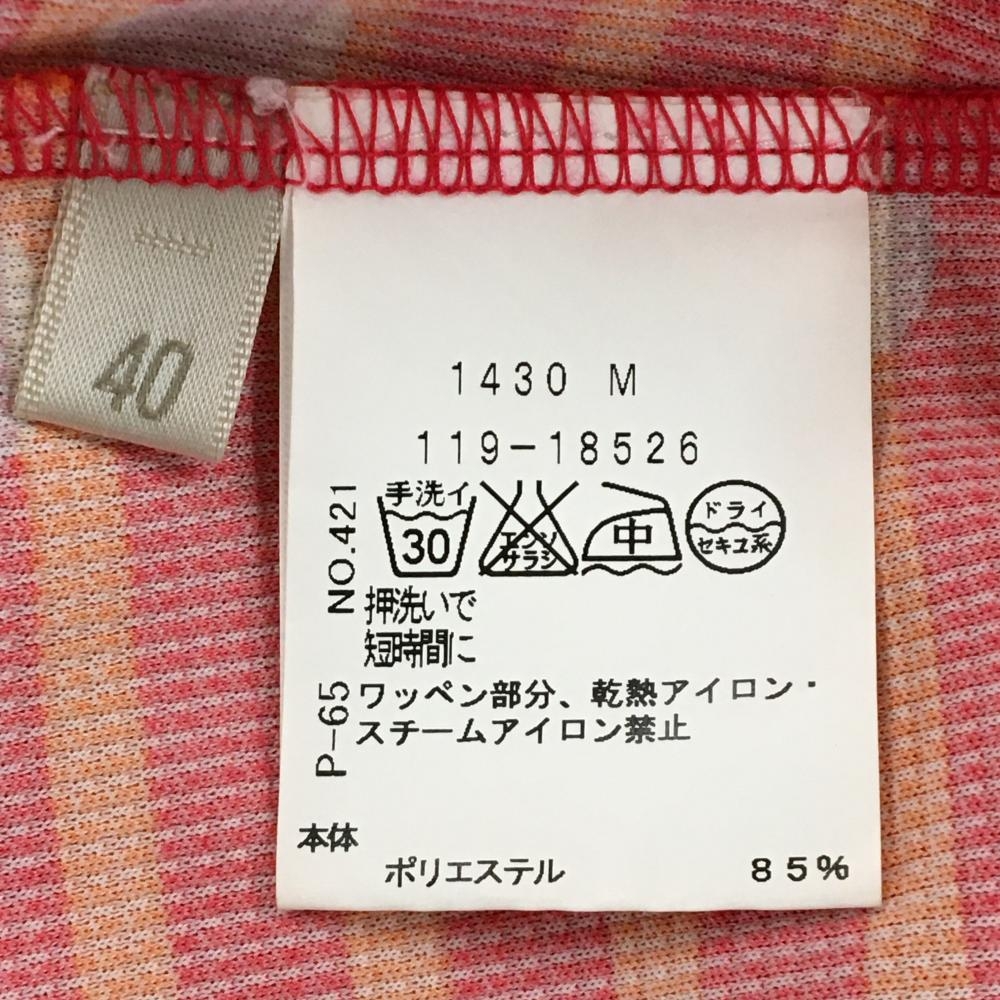 40
1430 M
119-18526
手洗イ
30
エンソ
サラシ
中
ドライ
セキユ系
NO.421
押洗いで
短時間に
P-65
ワッペン部分、乾熱アイロン・
スチームアイロン禁止
本体
ポリエステル 85%